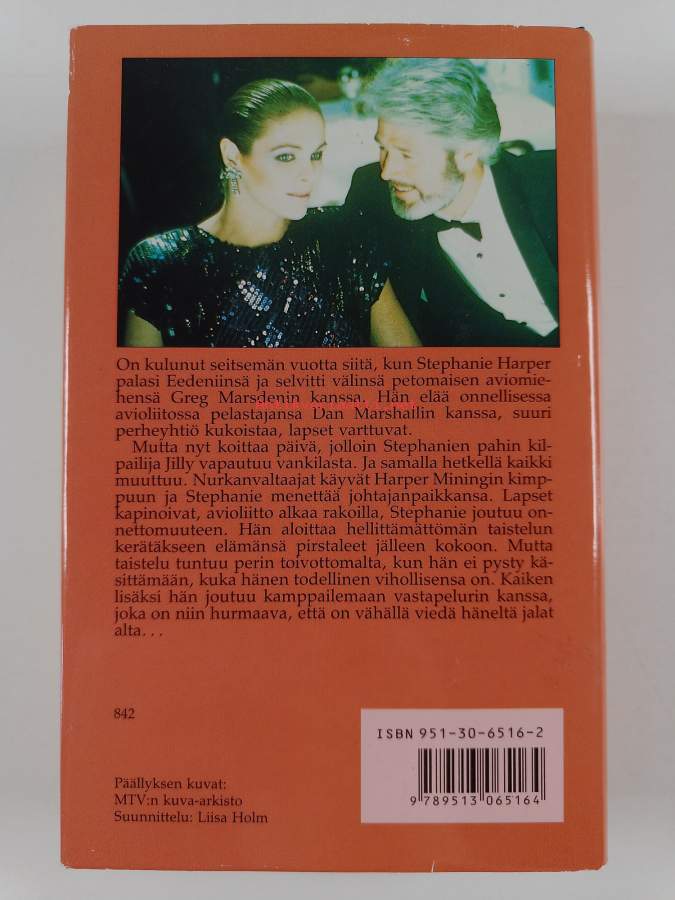 On kulunut seitsemän vuotta siitä, kun Stephanie Harper
palasi Eedeniinsä ja selvitti välinsä petomaisen aviomie-
hensä Greg Marsdenin kanssa. Hän elää onnellisessa
avioliitossa pelastajansa Dan Marshallin kanssa, suuri
perheyhtiö kukoistaa, lapset varttuvat.
Mutta nyt koittaa päivä, jolloin Stephanien pahin kil-
pailija Jilly vapautuu vankilasta. Ja samalla hetkellä kaikki
muuttuu. Nurkanvaltaajat käyvät Harper Miningin kimp-
puun ja Stephanie menettää johtajanpaikkansa. Lapset
kapinoivat, avioliitto alkaa rakoilla, Stephanie joutuu on-
nettomuuteen. Hän aloittaa hellittämättömän taistelun
kerätäkseen elämänsä pirstaleet jälleen kokoon. Mutta
taistelu tuntuu perin toivottomalta, kun hän ei pysty kä-
sittämään, kuka hänen todellinen vihollisensa on. Kaiken
lisäksi hän joutuu kamppailemaan vastapelurin kanssa,
joka on niin hurmaava, että on vähällä viedä häneltä jalat
alta...
842
ISBN 951-30-6516-2
9 789513 065164
Päällyksen kuvat:
MTV:n kuva-arkisto
Suunnittelu: Liisa Holm